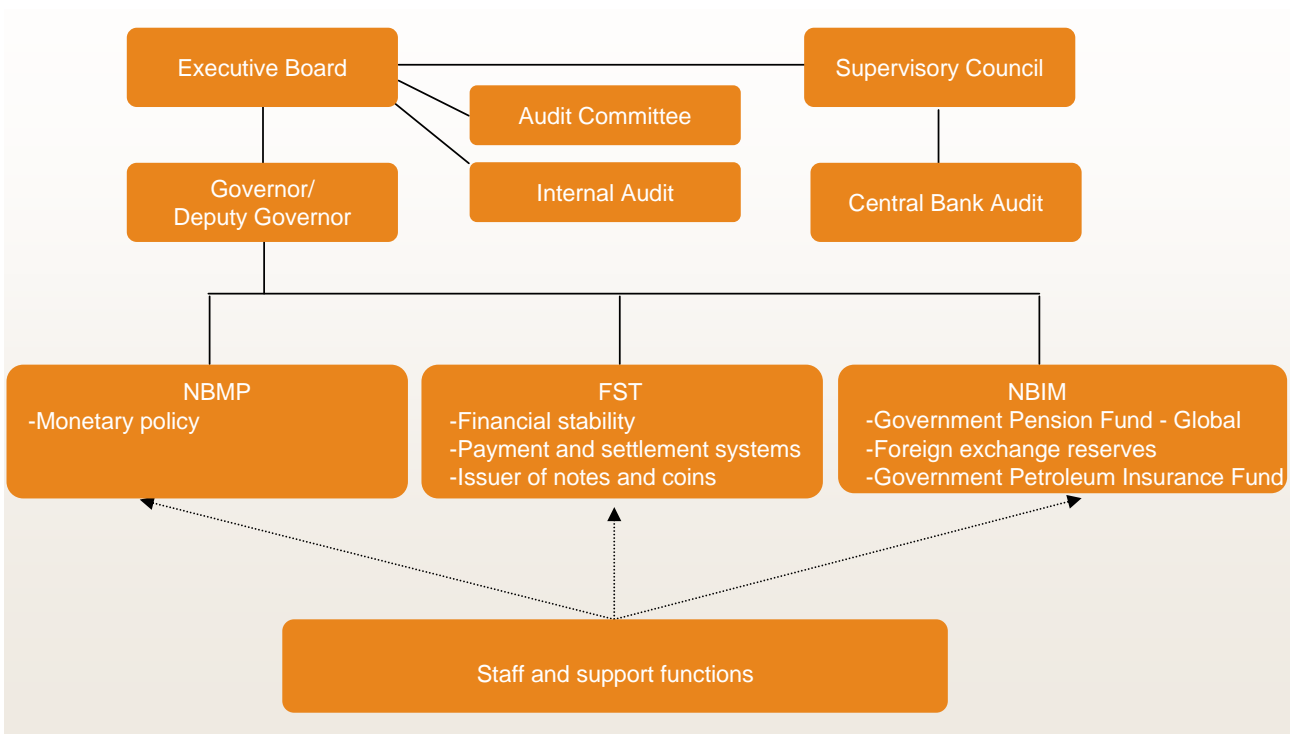 Executive Board
Supervisory Council
Audit Committee
Governor/
Deputy Governor
Internal Audit
Central Bank Audit
NBMP
-Monetary policy
FST
-Financial stability
-Payment and settlement systems
-Issuer of notes and coins
NBIM
-Government Pension Fund - Global
-Foreign exchange reserves
-Government Petroleum Insurance Fund
Staff and support functions